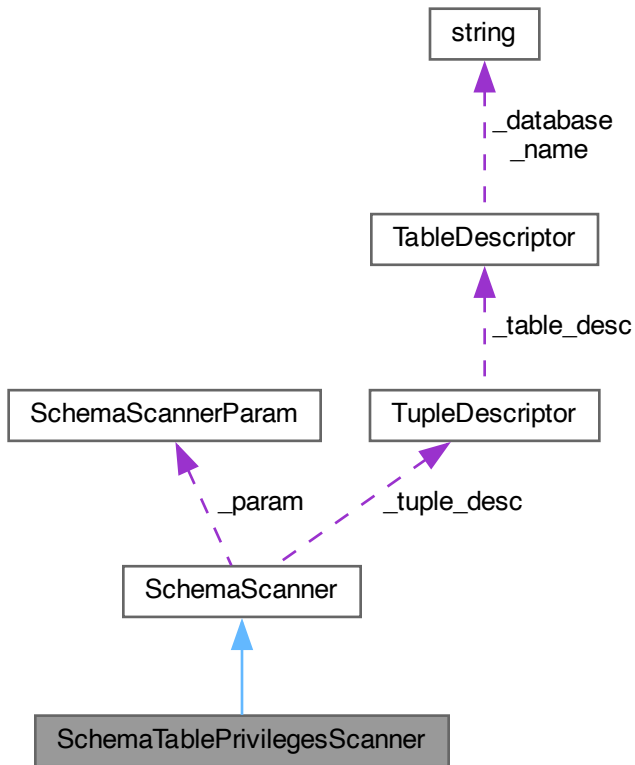 string
_database
_name
TableDescriptor
_table_desc
SchemaScannerParam
TupleDescriptor
_param
_tuple_desc
SchemaScanner
SchemaTablePrivilegesScanner